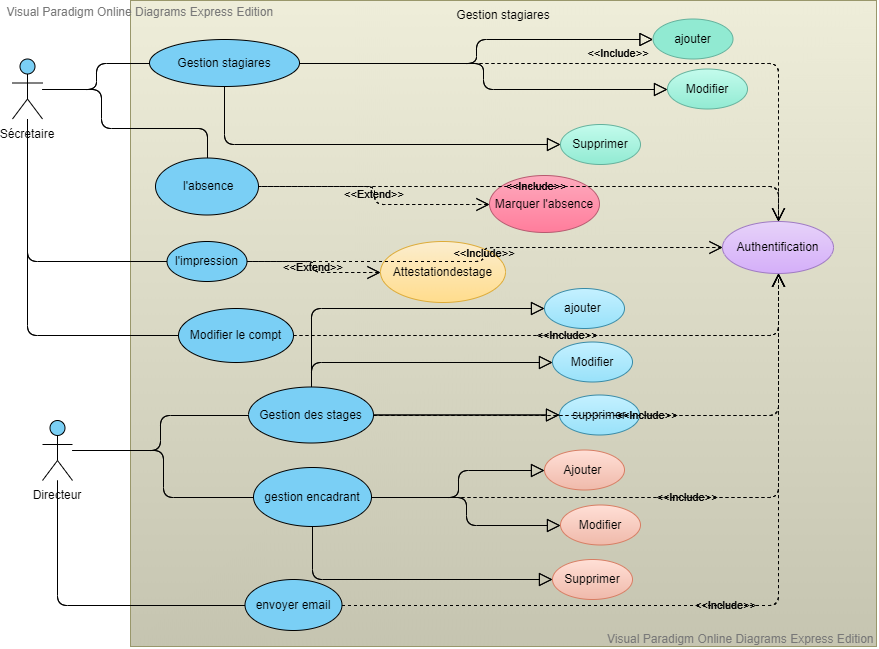 Visual Paradigm Online Diagrams Express Edition
Gestion stagiares
ajouter
<<Include>>
Gestion stagiares
Modifier
Sécretaire
Supprimer
l'absence
<<Include>>
<<Extend>>
Marquer l'absence
Authentification
<<Include>>
l'impression
<<Extend>>
Attestationdestage
ajouter
Modifier le compt
<<Include>>
Modifier
Gestion des stages
supprimer
<<Include>>
Ajouter
Directeur
gestion encadrant
<<Include>>
Modifier
Supprimer
envoyer email
<<Include>>
Visual Paradigm Online Diagrams Express Edition